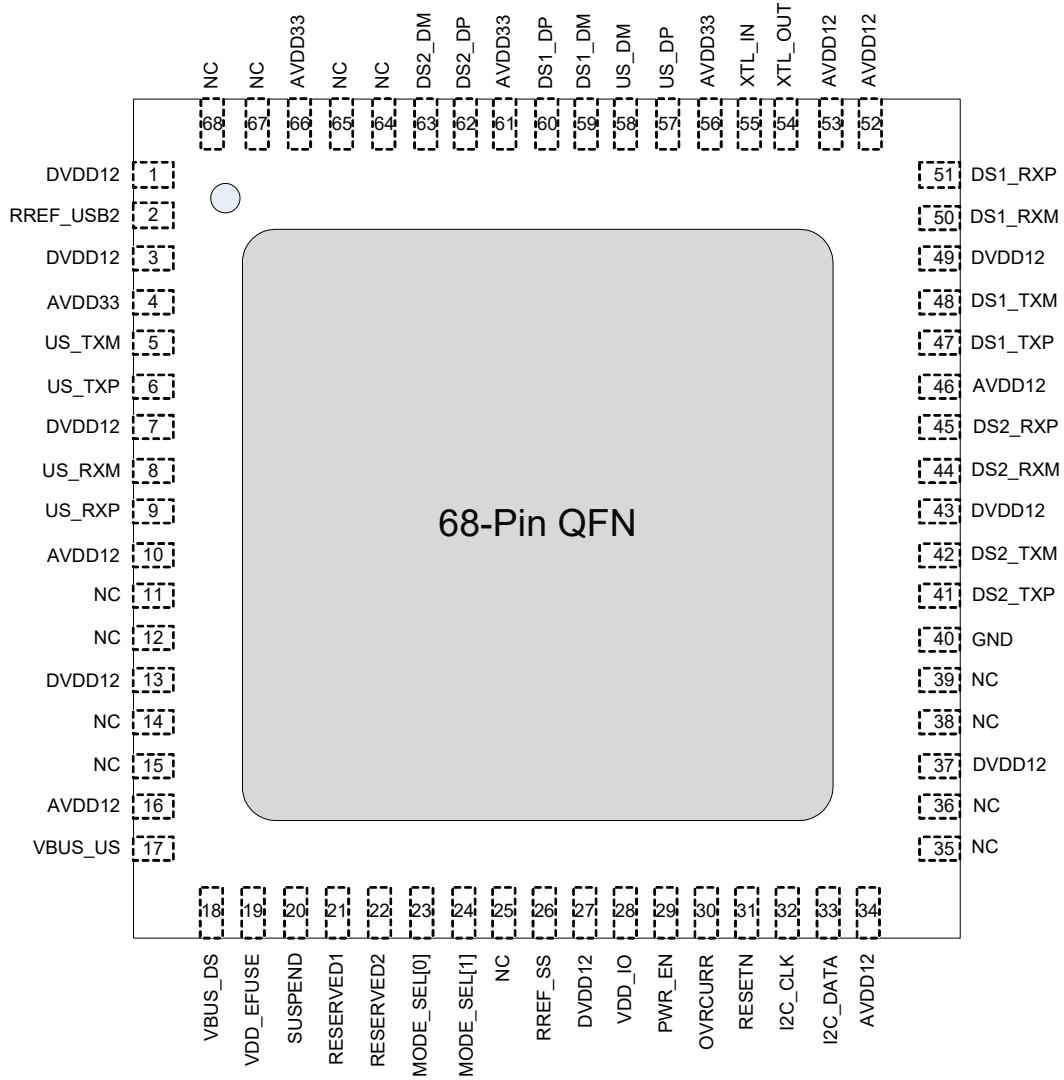 NC
NC
AVDD33
NC
NC
DS2_DM
DS2_DP
AVDD33
DS1_DP
DS1_DM
US_DM
US_DP
AVDD33
XTL_IN
XTL_OUT
AVDD12
AVDD12
68 67 66 65 64 63 62 61 60 59 58 57 56 55 54 53 52
DVDD12 1
RREF_USB2 2
DVDD12 3
AVDD33 4
US_TXM 5
US_TXP 6
DVDD12 7
US_RXM 8
US_RXP 9
AVDD12 10
NC 11
NC 12
DVDD12 13
NC 14
NC 15
AVDD12 16
VBUS_US 17
68-Pin QFN
51 DS1_RXP
50 DS1_RXM
49 DVDD12
48 DS1_TXM
47 DS1_TXP
46 AVDD12
45 DS2_RXP
44 DS2_RXM
43 DVDD12
42 DS2_TXM
41 DS2_TXP
40 GND
39 NC
38 NC
37 DVDD12
36 NC
35 NC
18 19 20 21 22 23 24 25 26 27 28 29 30 31 32 33 34
VBUS_DS
VDD_EFUSE
SUSPEND
RESERVED1
RESERVED2
MODE_SEL[0]
MODE_SEL[1]
NC
RREF_SS
DVDD12
VDD_IO
PWR_EN
OVRCURR
RESETN
I2C_CLK
I2C_DATA
AVDD12